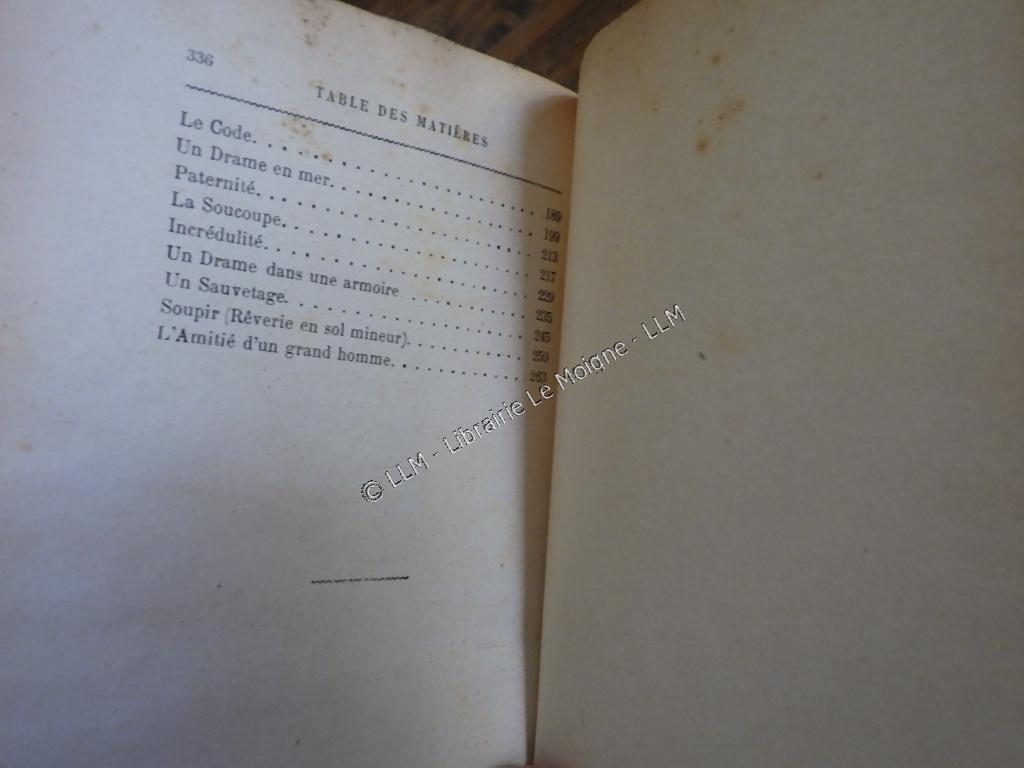 336
TABLE DES MATIÈRES
Le Code. . . . . . . . . . . . . . . 189
Un Drame en mer. . . . . . . . . . . . 199
Paternité. . . . . . . . . . . . . . . 213
La Soucoupe. . . . . . . . . . . . . . 217
Incrédulité. . . . . . . . . . . . . . 229
Un Drame dans une armoire. . . . . . . . 235
Un Sauvetage. . . . . . . . . . . . . 245
Soupir (Rêverie en sol mineur). . . . . . . 259
L'Amitié d'un grand homme. . . . . . . . 263
© LLM - Librairie Le Moigne - LLM